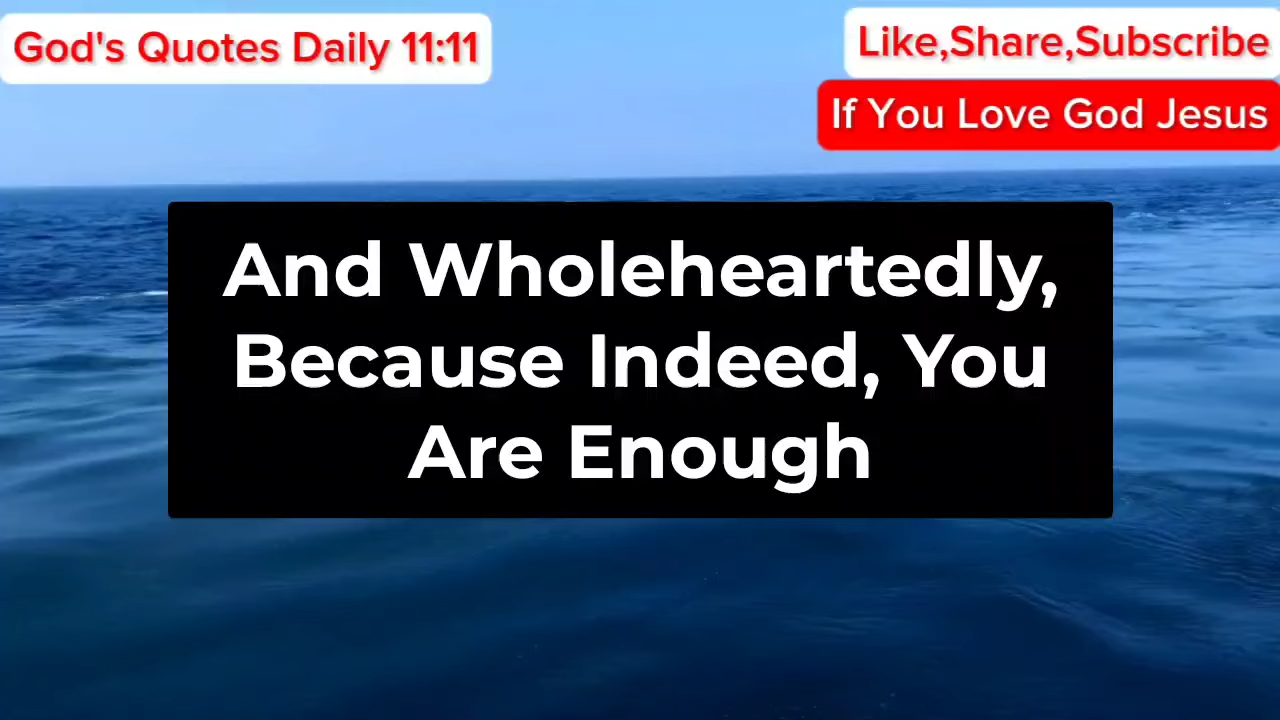 God's Quotes Daily 11:11
Like,Share,Subscribe
If You Love God Jesus
And Wholeheartedly,
Because Indeed, You
Are Enough